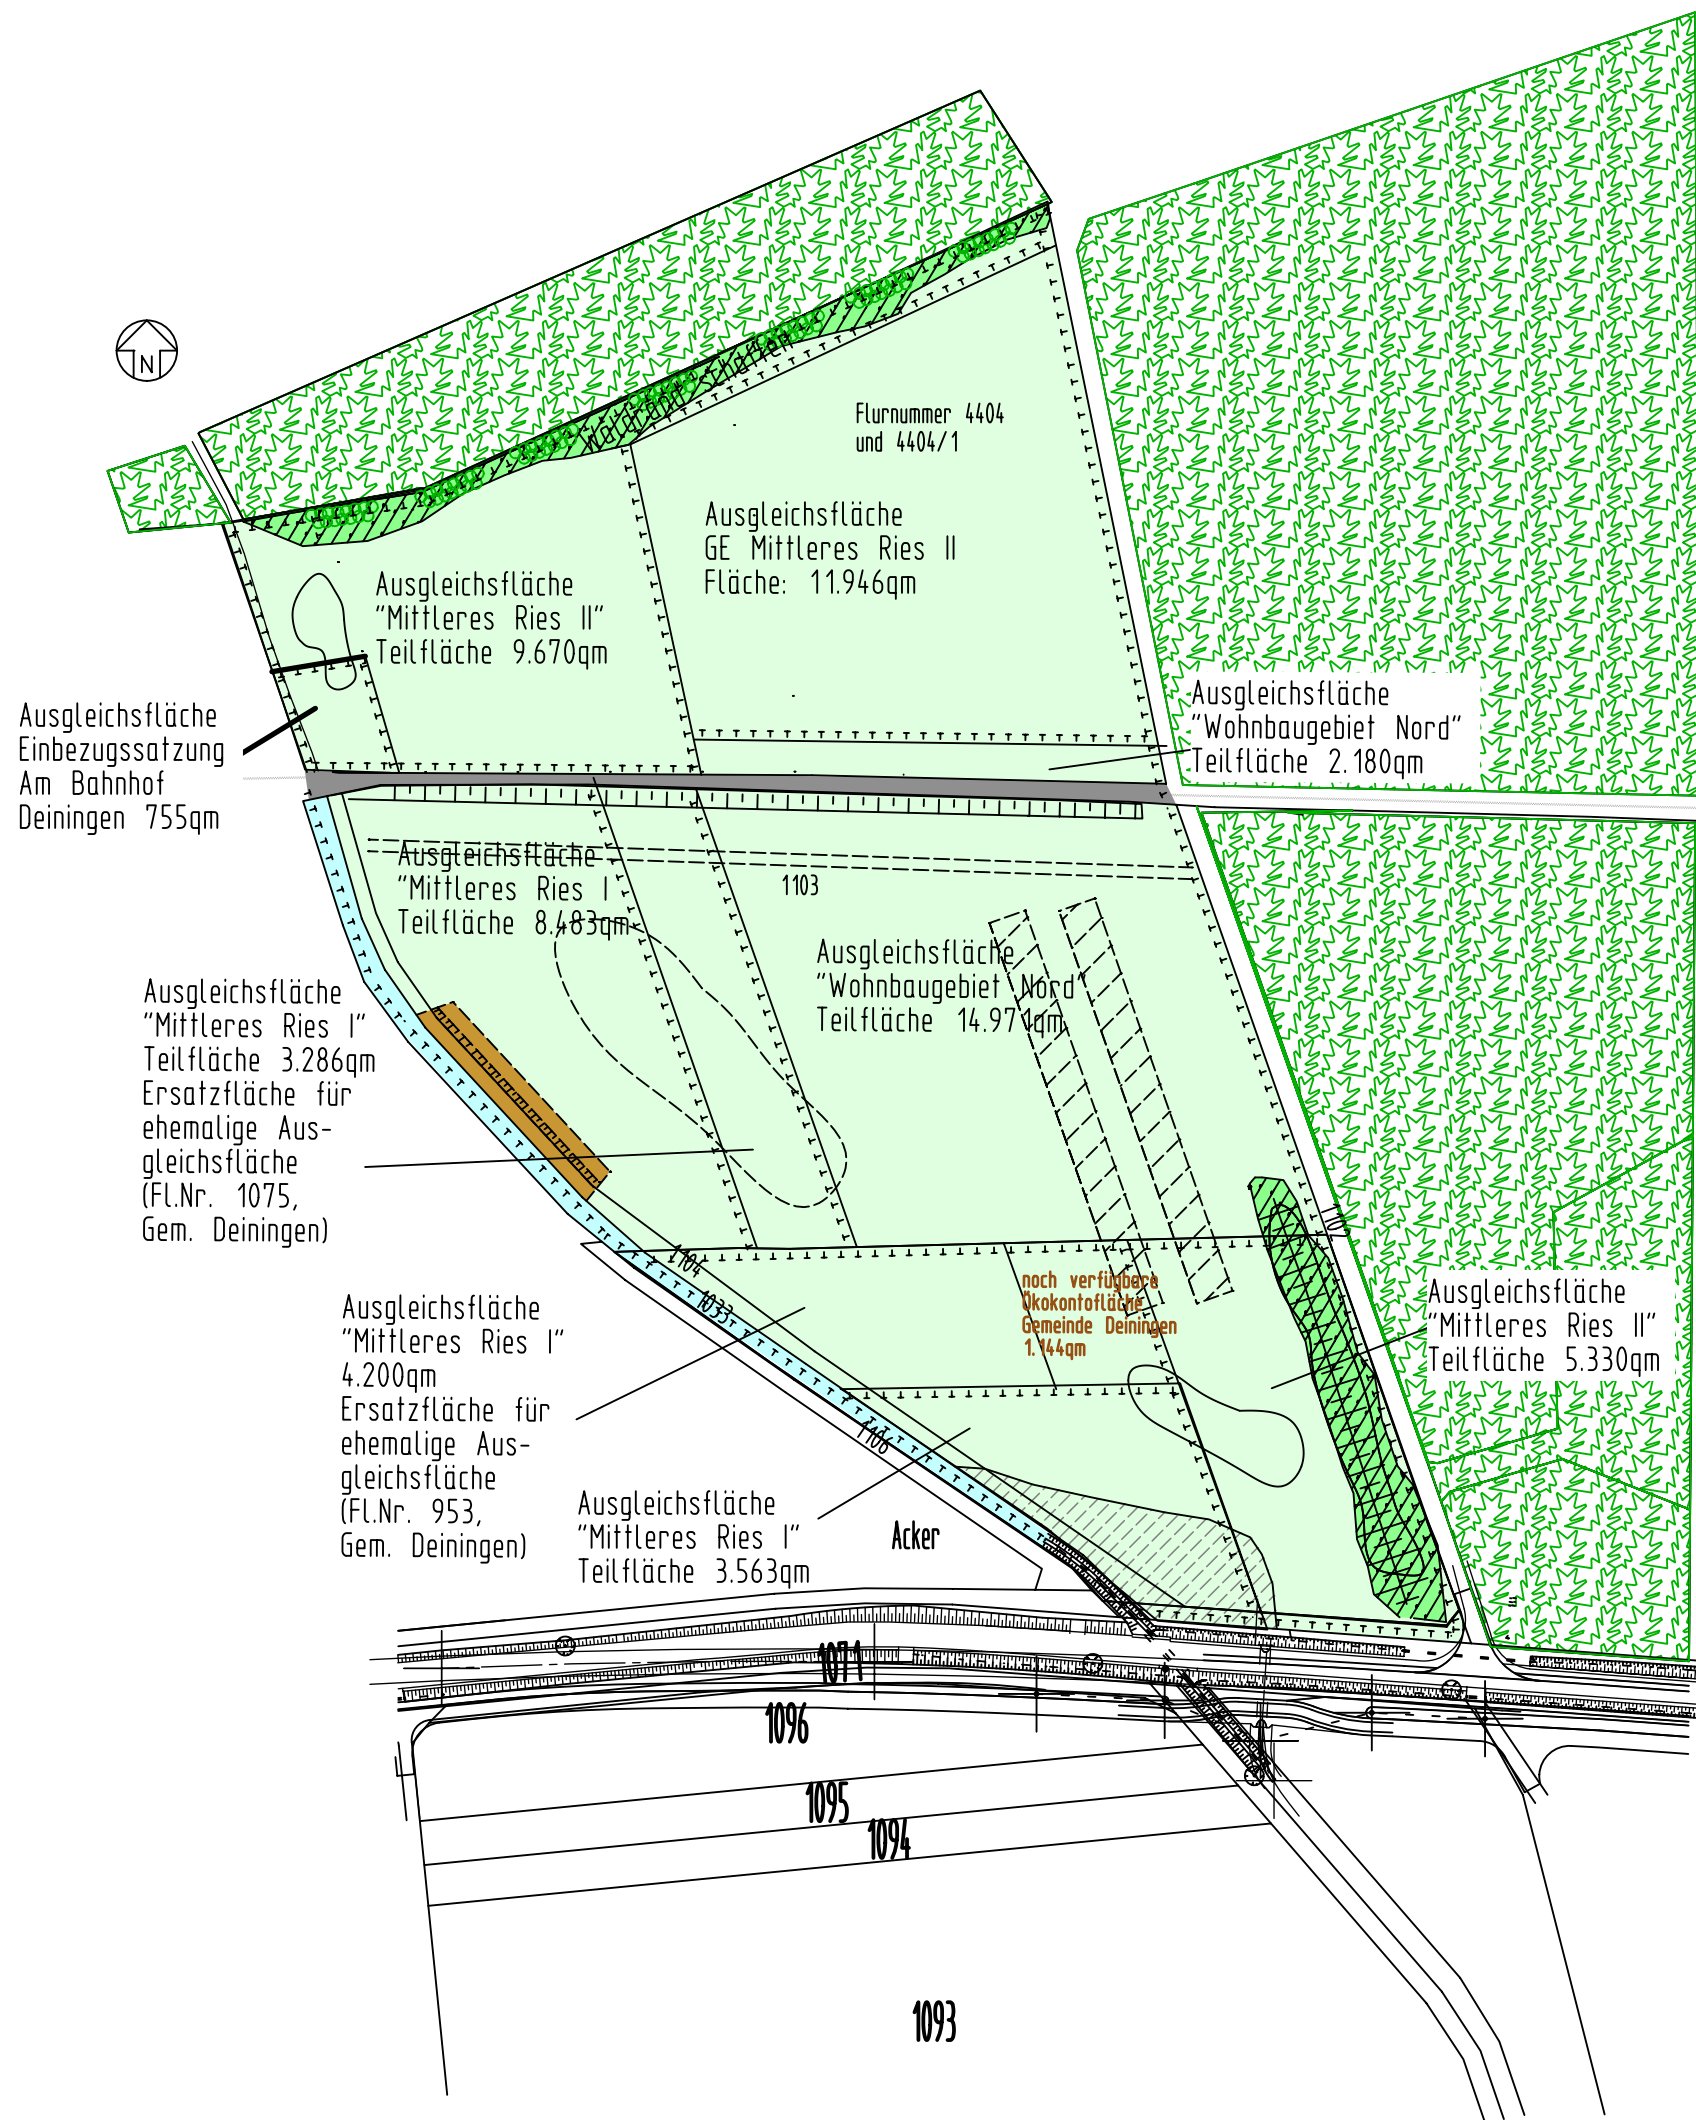 N
Waldrand schaffen
Flurnummer 4404
und 4404/1
Ausgleichsfläche
GE Mittleres Ries II
Fläche: 11.946qm
Ausgleichsfläche
"Mittleres Ries II"
Teilfläche 9.670qm
Ausgleichsfläche
"Wohnbaugebiet Nord"
Teilfläche 2.180qm
Ausgleichsfläche
Einbezugssatzung
Am Bahnhof
Deiningen 755qm
Ausgleichsfläche
"Mittleres Ries I
Teilfläche 8.483qm
1103
Ausgleichsfläche
"Wohnbaugebiet Nord"
Teilfläche 14.971qm
Ausgleichsfläche
"Mittleres Ries I"
Teilfläche 3.286qm
Ersatzfläche für
ehemalige Aus-
gleichsfläche
(Fl.Nr. 1075,
Gem. Deiningen)
1104
1033
noch verfügbare
Ökokontofläche
Gemeinde Deiningen
1.144qm
Ausgleichsfläche
"Mittleres Ries II"
Teilfläche 5.330qm
Ausgleichsfläche
"Mittleres Ries I"
4.200qm
Ersatzfläche für
ehemalige Aus-
gleichsfläche
(Fl.Nr. 953,
Gem. Deiningen)
1106
Ausgleichsfläche
"Mittleres Ries I"
Teilfläche 3.563qm
Acker
1071
1096
1095
1094
1093